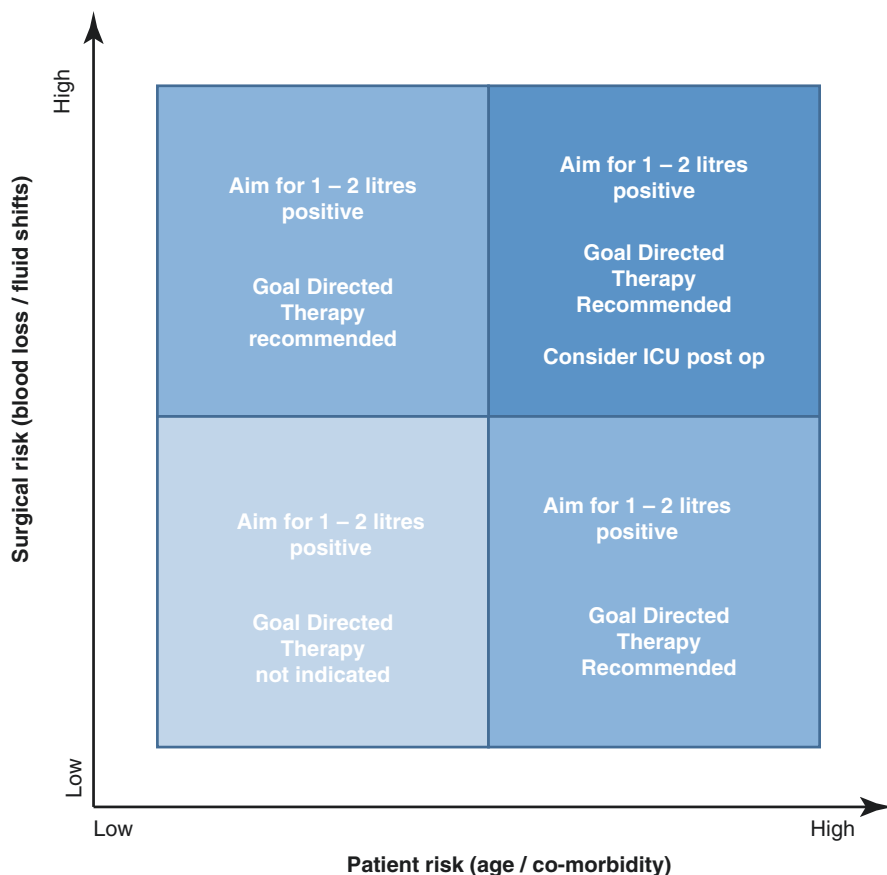 High
Surgical risk (blood loss / fluid shifts)
Low
Aim for 1 – 2 litres
positive
Goal Directed
Therapy
recommended
Aim for 1 – 2 litres
positive
Goal Directed
Therapy
Recommended
Consider ICU post op
Aim for 1 – 2 litres
positive
Goal Directed
Therapy
not indicated
Aim for 1 – 2 litres
positive
Goal Directed
Therapy
Recommended
Low
High
Patient risk (age / co-morbidity)